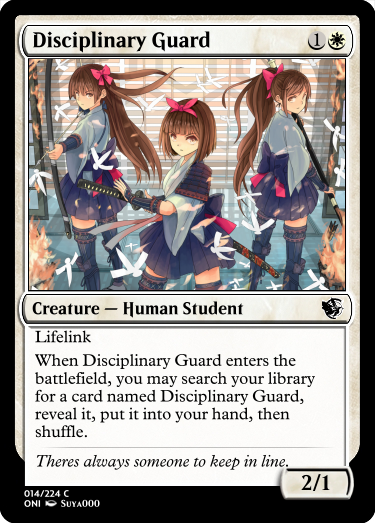 Disciplinary Guard 1
Creature — Human Student
Lifelink
When Disciplinary Guard enters the
battlefield, you may search your library
for a card named Disciplinary Guard,
reveal it, put it into your hand, then
shuffle.
Theres always someone to keep in line.
2/1
014/224 C
ONI SUYA000